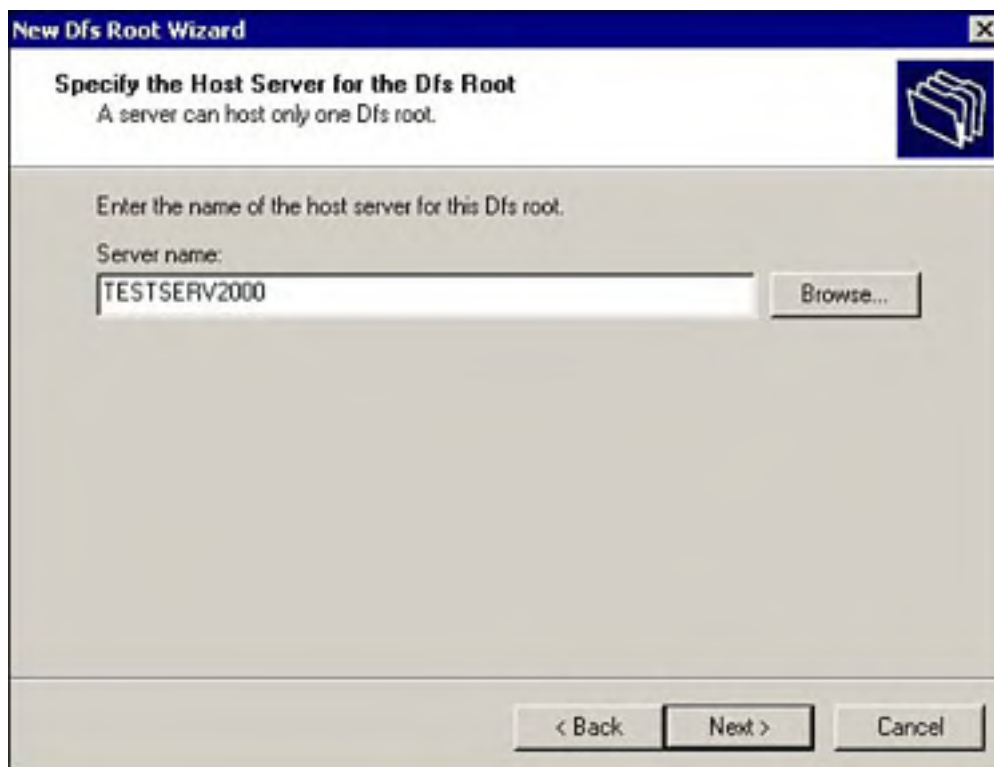 New Dfs Root Wizard
Specify the Host Server for the Dfs Root
A server can host only one Dfs root.
Enter the name of the host server for this Dfs root.
Server name:
TESTSERV2000
Browse...
< Back
Next >
Cancel